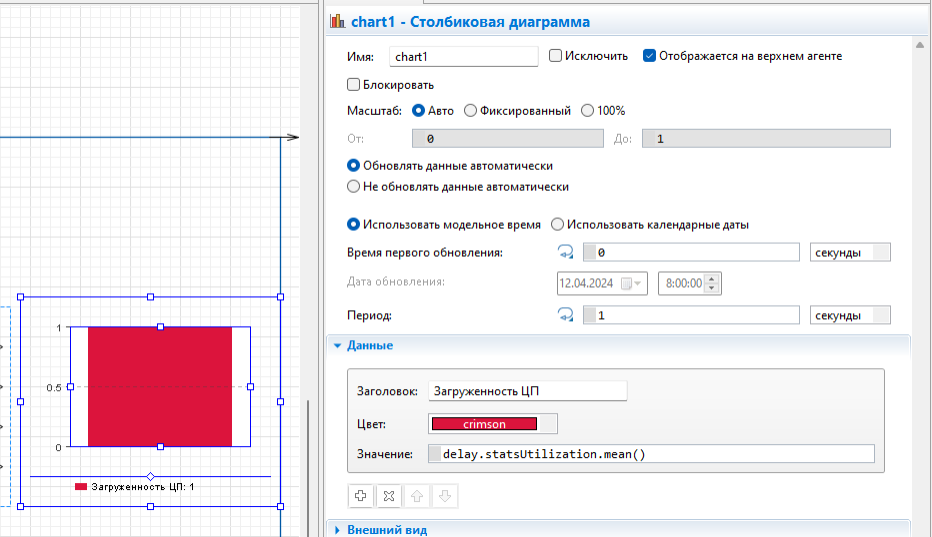 chart1 - Столбиковая диаграмма
Имя: chart1 Исключить Отображается на верхнем агенте
Блокировать
Масштаб: Авто Фиксированный 100%
От: 0 До: 1
Обновлять данные автоматически
Не обновлять данные автоматически
Использовать модельное время Использовать календарные даты
Время первого обновления: 0 секунды
Дата обновления: 12.04.2024 8:00:00
Период: 1 секунды
Данные
Заголовок: Загруженность ЦП
Цвет: crimson
Значение: delay.statsUtilization.mean()
Внешний вид
1
0.5
0
Загруженность ЦП: 1